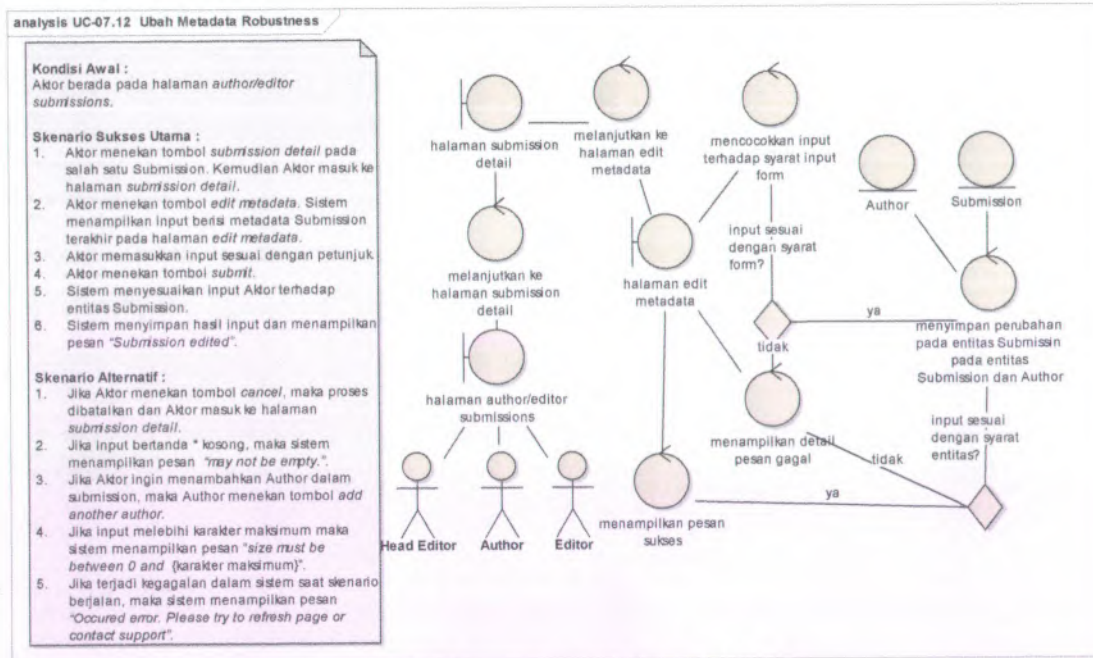 analysis UC-07.12 Ubah Metadata Robustness
Kondisi Awal :
Aktor berada pada halaman author/editor
submissions.
Skenario Sukses Utama :
1. Aktor menekan tombol submission detail pada
salah satu Submission. Kemudian Aktor masuk ke
halaman submission detail.
2. Aktor menekan tombol edit metadata. Sistem
menampilkan input berisi metadata Submission
terakhir pada halaman edit metadata.
3. Aktor memasukkan input sesuai dengan petunjuk.
4. Aktor menekan tombol submit.
5. Sistem menyesuaikan input Aktor terhadap
entitas Submission.
6. Sistem menyimpan hasil input dan menampilkan
pesan "Submission edited".
Skenario Alternatif :
1. Jika Aktor menekan tombol cancel, maka proses
dibatalkan dan Aktor masuk ke halaman
submission detail.
2. Jika input bertanda * kosong, maka sistem
menampilkan pesan "may not be empty.".
3. Jika Aktor ingin menambahkan Author dalam
submission, maka Author menekan tombol add
another author.
4. Jika input melebihi karakter maksimum maka
sistem menampilkan pesan "size must be
between 0 and {karakter maksimum}".
5. Jika terjadi kegagalan dalam sistem saat skenario
berjalan, maka sistem menampilkan pesan
"Occured error. Please try to refresh page or
contact support".
halaman submission
detail
melanjutkan ke
halaman edit
metadata
mencocokkan input
terhadap syarat input
form
Author
Submission
input sesuai
dengan syarat
form?
melanjutkan ke
halaman submission
detail
halaman edit
metadata
ya
tidak
menyimpan perubahan
pada entitas Submissin
pada entitas
Submission dan Author
halaman author/editor
submissions
menampilkan detail
pesan gagal
input sesuai
dengan syarat
entitas?
tidak
ya
menampilkan pesan
sukses
Head Editor
Author
Editor